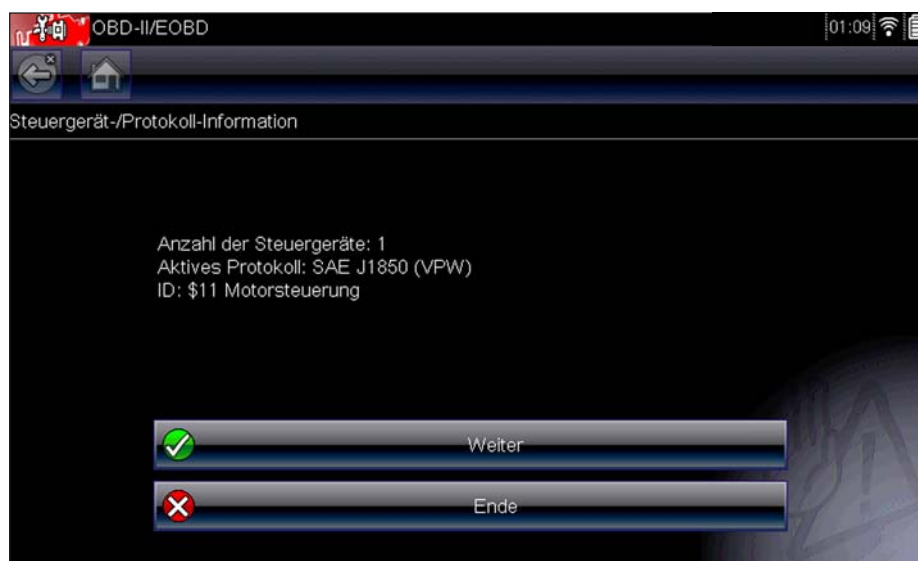 OBD-II/EOBD
01:09
Steuergerät-/Protokoll-Information
Anzahl der Steuergeräte: 1
Aktives Protokoll: SAE J1850 (VPW)
ID: $11 Motorsteuerung
Weiter
Ende